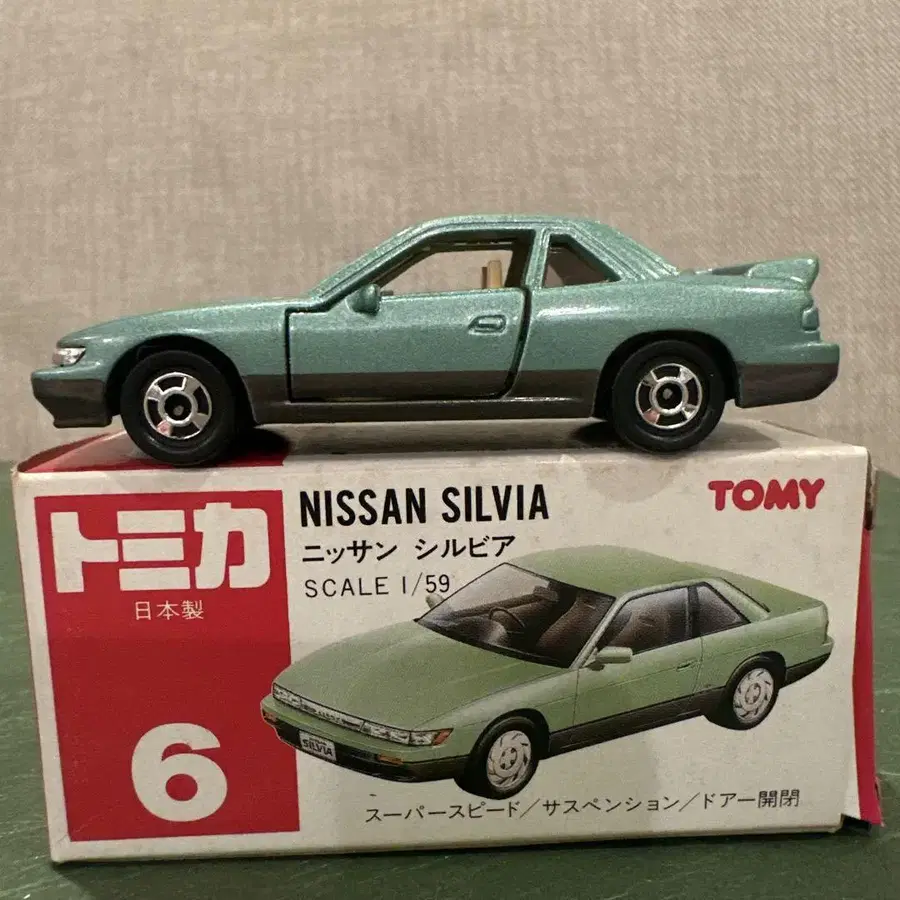 トミカ
日本製
6
NISSAN SILVIA
ニッサン シルビア
SCALE 1/59
TOMY
SILVIA
スーパースピード/サスペンション/ドアー開閉